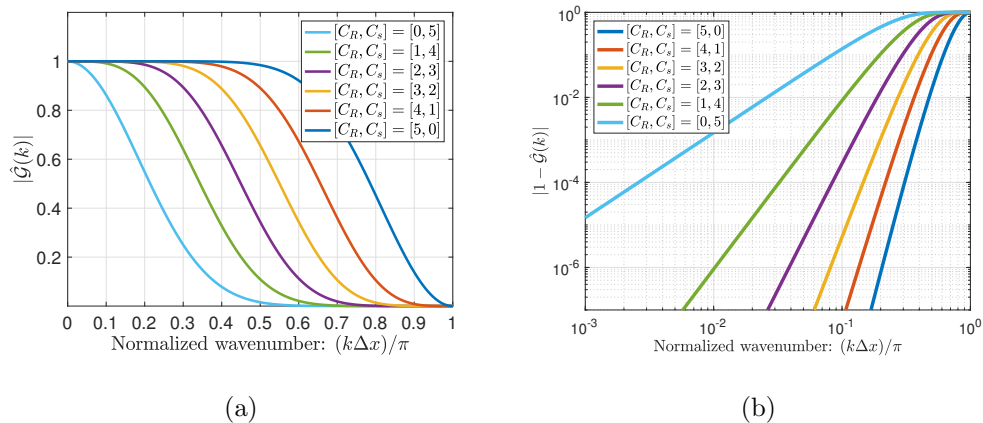 [C_R, C_s] = [0, 5]
[C_R, C_s] = [1, 4]
[C_R, C_s] = [2, 3]
[C_R, C_s] = [3, 2]
[C_R, C_s] = [4, 1]
[C_R, C_s] = [5, 0]
1
0.8
0.6
0.4
0.2
|Ĝ(k)|
0 0.1 0.2 0.3 0.4 0.5 0.6 0.7 0.8 0.9 1
Normalized wavenumber: (kΔx)/π
(a)
[C_R, C_s] = [5, 0]
[C_R, C_s] = [4, 1]
[C_R, C_s] = [3, 2]
[C_R, C_s] = [2, 3]
[C_R, C_s] = [1, 4]
[C_R, C_s] = [0, 5]
10^0
10^-2
10^-4
10^-6
|1 − Ĝ(k)|
10^-3 10^-2 10^-1 10^0
Normalized wavenumber: (kΔx)/π
(b)